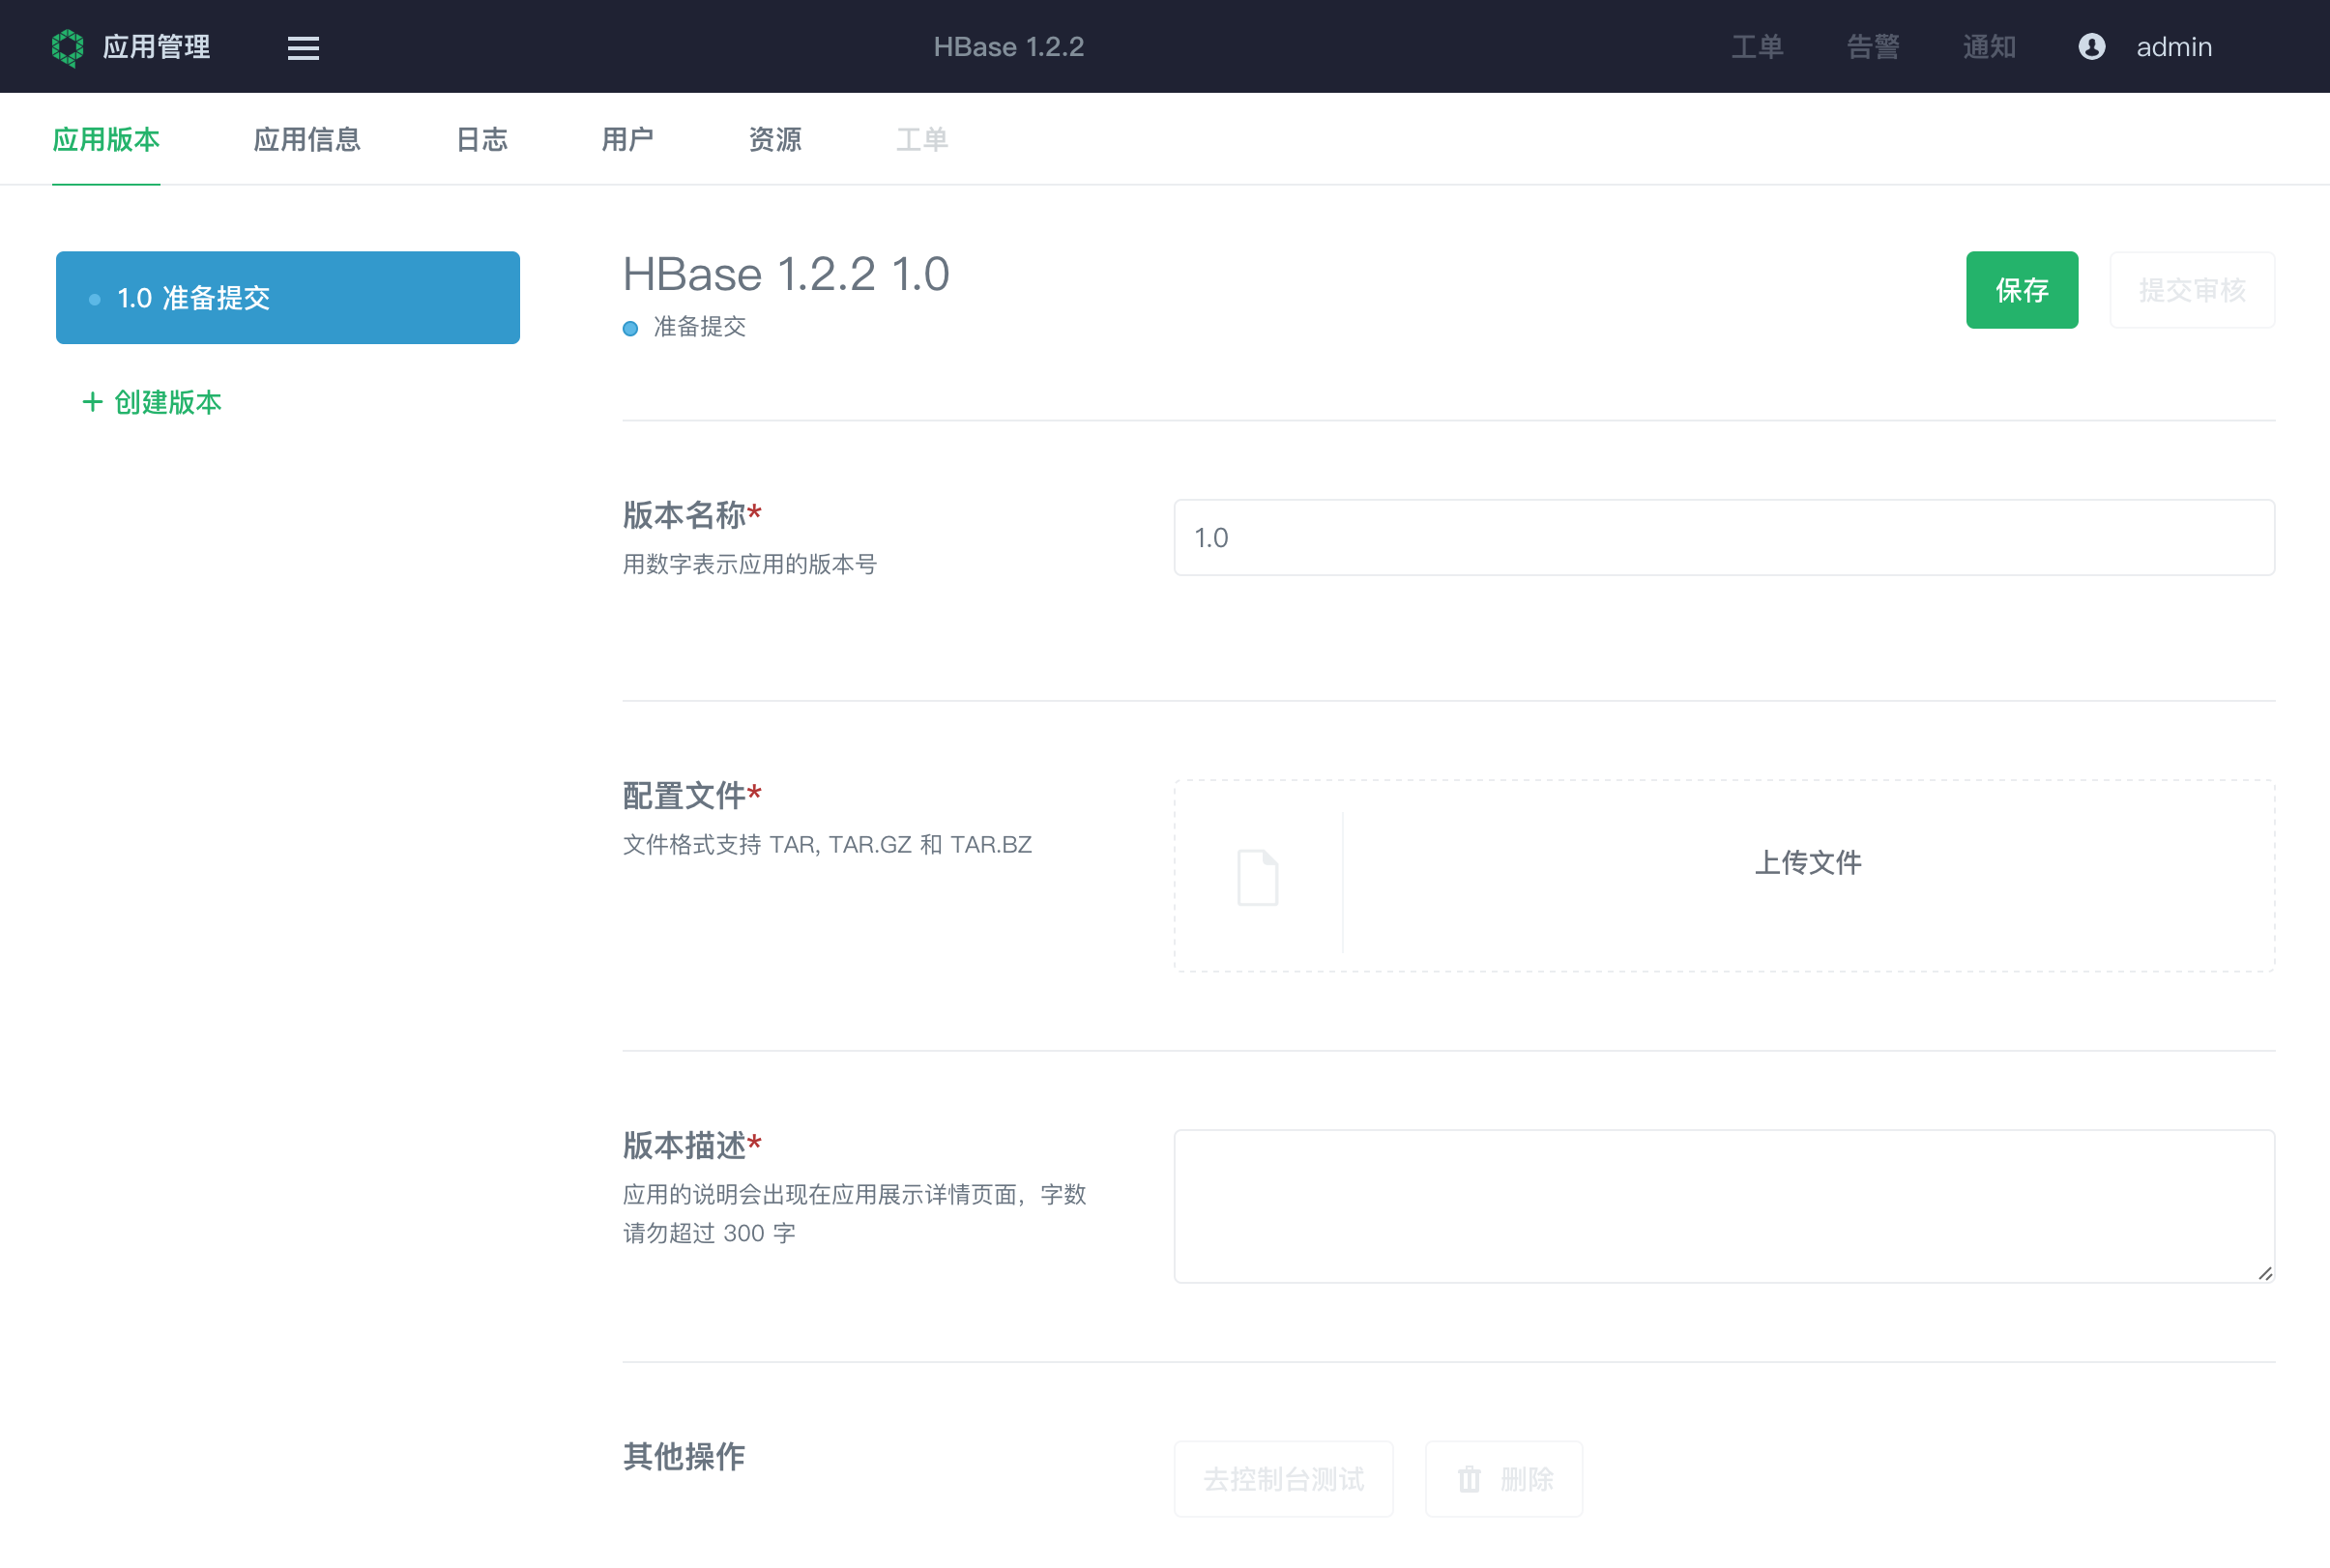 应用管理
HBase 1.2.2
工单
告警
通知
admin
应用版本
应用信息
日志
用户
资源
工单
1.0 准备提交
+ 创建版本
HBase 1.2.2 1.0
准备提交
保存
提交审核
版本名称*
用数字表示应用的版本号
1.0
配置文件*
文件格式支持 TAR, TAR.GZ 和 TAR.BZ
上传文件
版本描述*
应用的说明会出现在应用展示详情页面，字数
请勿超过 300 字
其他操作
去控制台测试
删除